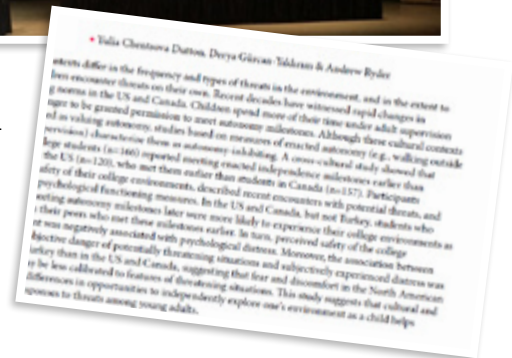 • Yulia Chentsova Dutton, Derya Gürcan-Yıldırım & Andrew Ryder
contexts differ in the frequency and types of threats in the environment, and in the extent to
children encounter threats on their own. Recent decades have witnessed rapid changes in
norms in the US and Canada. Children spend more of their time under adult supervision
to be granted permission to meet autonomy milestones. Although these cultural contexts
ed as valuing autonomy, studies based on measures of enacted autonomy (e.g., walking outside
pervision) characterize them as autonomy-inhibiting. A cross-cultural study showed that
lege students (n=166) reported meeting enacted independence milestones earlier than
the US (n=120), who met them earlier than students in Canada (n=157). Participants
afety of their college environments, described recent encounters with potential threats, and
psychological functioning measures. In the US and Canada, but not Turkey, students who
meeting autonomy milestones later were more likely to experience their college environments as
their peers who met these milestones earlier. In turn, perceived safety of the college
nt was negatively associated with psychological distress. Moreover, the association between
bjective danger of potentially threatening situations and subjectively experienced distress was
urkey than in the US and Canada, suggesting that fear and discomfort in the North American
y be less calibrated to features of threatening situations. This study suggests that cultural and
differences in opportunities to independently explore one's environment as a child helps
sponses to threats among young adults.